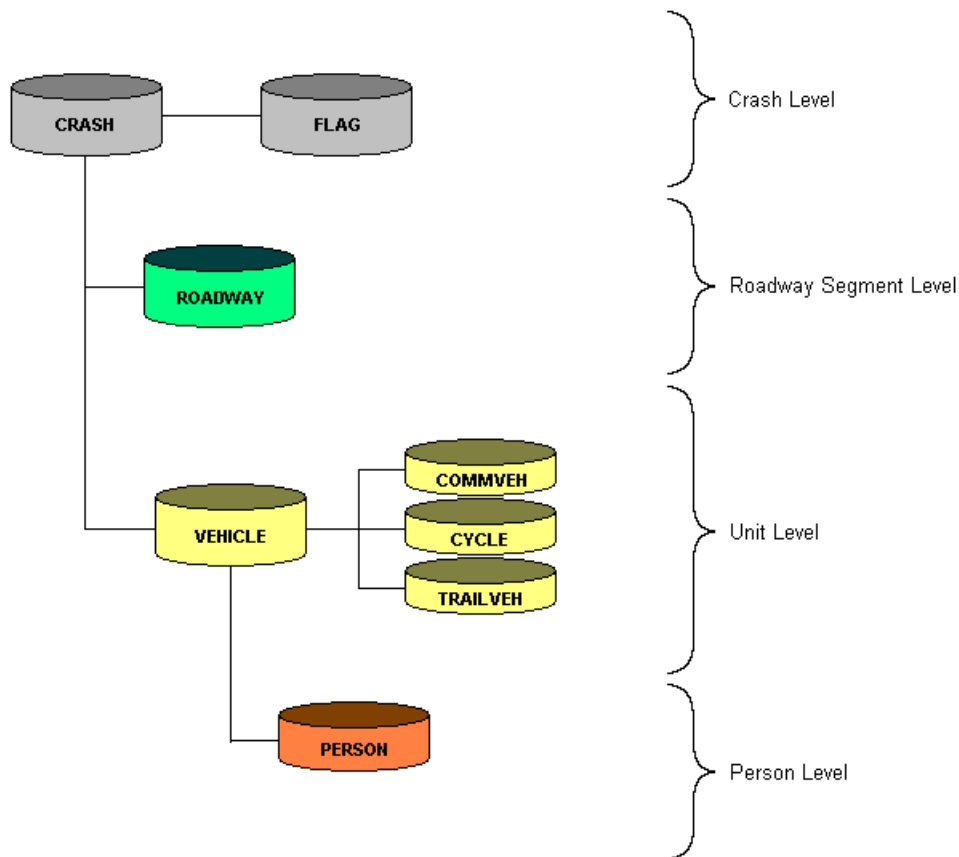 CRASH
FLAG
Crash Level
ROADWAY
Roadway Segment Level
COMMVEH
VEHICLE
CYCLE
Unit Level
TRAILVEH
PERSON
Person Level